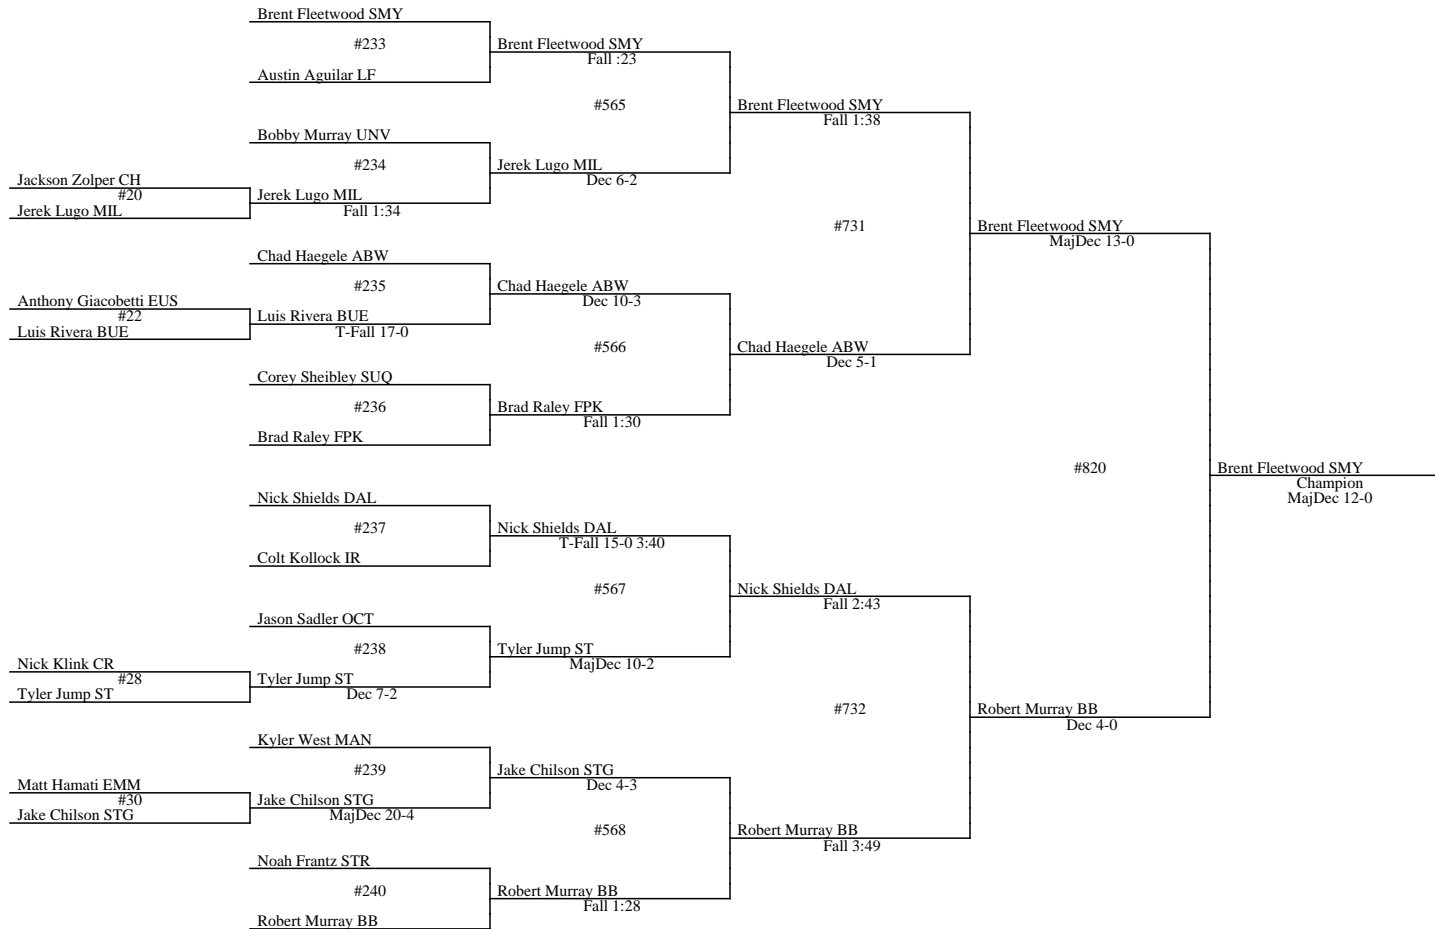 Brent Fleetwood SMY
#233
Brent Fleetwood SMY
Fall :23
Austin Aguilar LF
#565
Brent Fleetwood SMY
Fall 1:38
Bobby Murray UNV
#234
Jerek Lugo MIL
Dec 6-2
Jackson Zolper CH
#20
Jerek Lugo MIL
Jerek Lugo MIL
Fall 1:34
#731
Brent Fleetwood SMY
MajDec 13-0
Chad Haegele ABW
#235
Chad Haegele ABW
Dec 10-3
Anthony Giacobetti EUS
#22
Luis Rivera BUE
Luis Rivera BUE
T-Fall 17-0
#566
Chad Haegele ABW
Dec 5-1
Corey Sheibley SUQ
#236
Brad Raley FPK
Fall 1:30
Brad Raley FPK
#820
Brent Fleetwood SMY
Champion
MajDec 12-0
Nick Shields DAL
#237
Nick Shields DAL
T-Fall 15-0 3:40
Colt Kollock IR
#567
Nick Shields DAL
Fall 2:43
Jason Sadler OCT
#238
Tyler Jump ST
MajDec 10-2
Nick Klink CR
#28
Tyler Jump ST
Tyler Jump ST
Dec 7-2
#732
Robert Murray BB
Dec 4-0
Kyler West MAN
#239
Jake Chilson STG
Dec 4-3
Matt Hamati EMM
#30
Jake Chilson STG
Jake Chilson STG
MajDec 20-4
#568
Robert Murray BB
Fall 3:49
Noah Frantz STR
#240
Robert Murray BB
Fall 1:28
Robert Murray BB